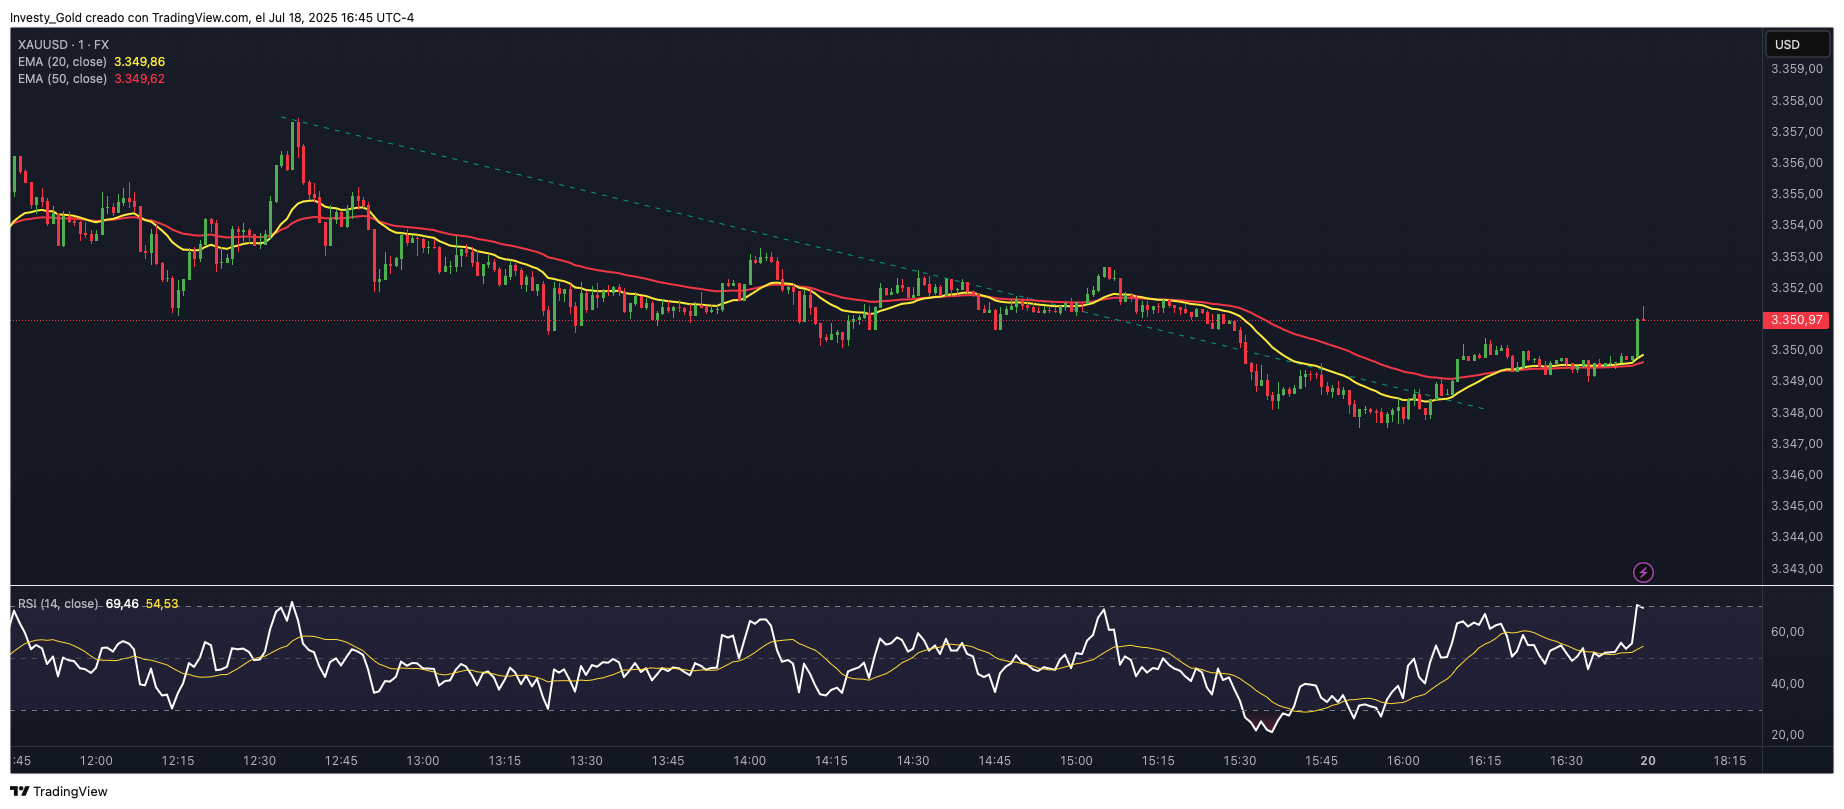 Investy_Gold creado con TradingView.com, el Jul 18, 2025 16:45 UTC-4
XAUUSD · 1 · FX
EMA (20, close) 3.349,86
EMA (50, close) 3.349,62
USD
3.359,00
3.358,00
3.357,00
3.356,00
3.355,00
3.354,00
3.353,00
3.352,00
3.350,97
3.350,00
3.349,00
3.348,00
3.347,00
3.346,00
3.345,00
3.344,00
3.343,00
RSI (14, close) 69,46 54,53
60,00
40,00
20,00
:45 12:00 12:15 12:30 12:45 13:00 13:15 13:30 13:45 14:00 14:15 14:30 14:45 15:00 15:15 15:30 15:45 16:00 16:15 16:30 20 18:15
TradingView